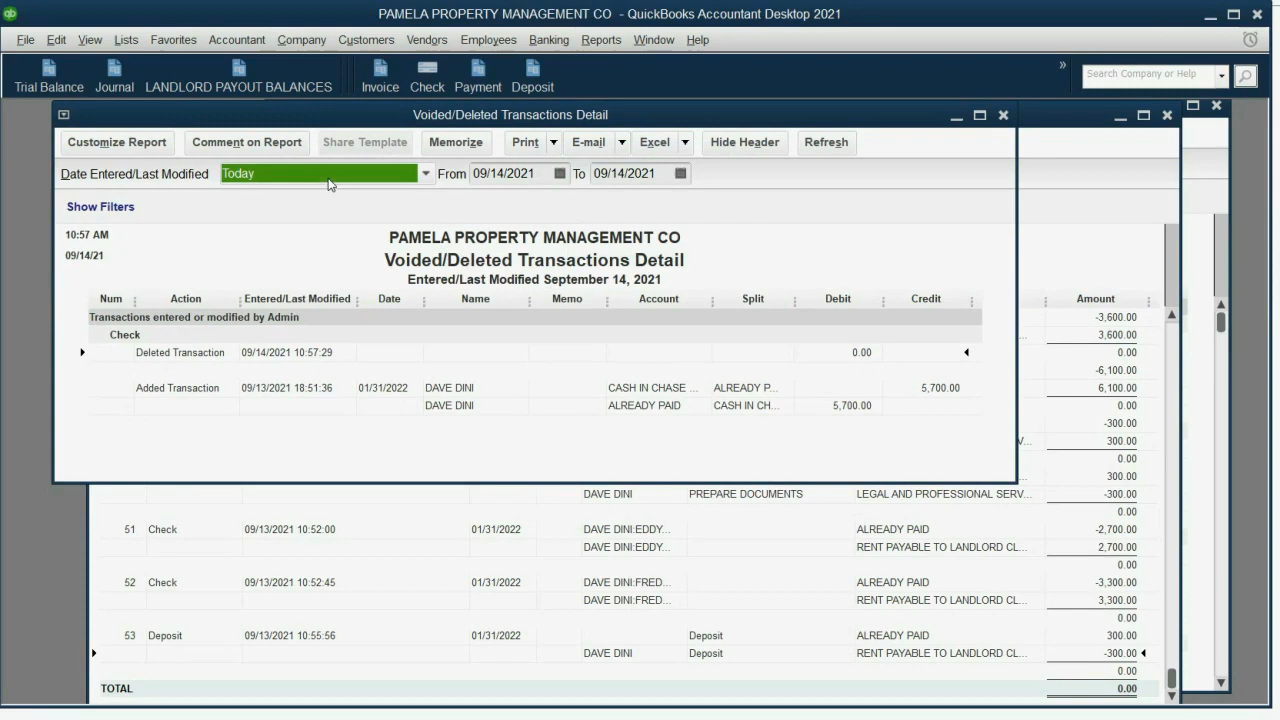 PAMELA PROPERTY MANAGEMENT CO - QuickBooks Accountant Desktop 2021
File Edit View Lists Favorites Accountant Company Customers Vendors Employees Banking Reports Window Help
Trial Balance Journal LANDLORD PAYOUT BALANCES Invoice Check Payment Deposit » Search Company or Help
Voided/Deleted Transactions Detail
Customize Report Comment on Report Share Template Memorize Print E-mail Excel Hide Header Refresh
Date Entered/Last Modified Today From 09/14/2021 To 09/14/2021
Show Filters
10:57 AM
09/14/21
PAMELA PROPERTY MANAGEMENT CO
Voided/Deleted Transactions Detail
Entered/Last Modified September 14, 2021
Num Action Entered/Last Modified Date Name Memo Account Split Debit Credit
Transactions entered or modified by Admin
Check
Deleted Transaction 09/14/2021 10:57:29 0.00
Added Transaction 09/13/2021 18:51:36 01/31/2022 DAVE DINI CASH IN CHASE ... ALREADY P... 5,700.00
DAVE DINI ALREADY PAID CASH IN CH... 5,700.00
Amount
-3,600.00
... 3,600.00
0.00
-6,100.00
... 6,100.00
0.00
-300.00
V... 300.00
0.00
... 300.00
DAVE DINI PREPARE DOCUMENTS LEGAL AND PROFESSIONAL SERV... -300.00
0.00
51 Check 09/13/2021 10:52:00 01/31/2022 DAVE DINI:EDDY... ALREADY PAID -2,700.00
DAVE DINI:EDDY... RENT PAYABLE TO LANDLORD CL... 2,700.00
0.00
52 Check 09/13/2021 10:52:45 01/31/2022 DAVE DINI:FRED... ALREADY PAID -3,300.00
DAVE DINI:FRED... RENT PAYABLE TO LANDLORD CL... 3,300.00
0.00
53 Deposit 09/13/2021 10:55:56 01/31/2022 Deposit ALREADY PAID 300.00
DAVE DINI Deposit RENT PAYABLE TO LANDLORD CL... -300.00
0.00
TOTAL 0.00